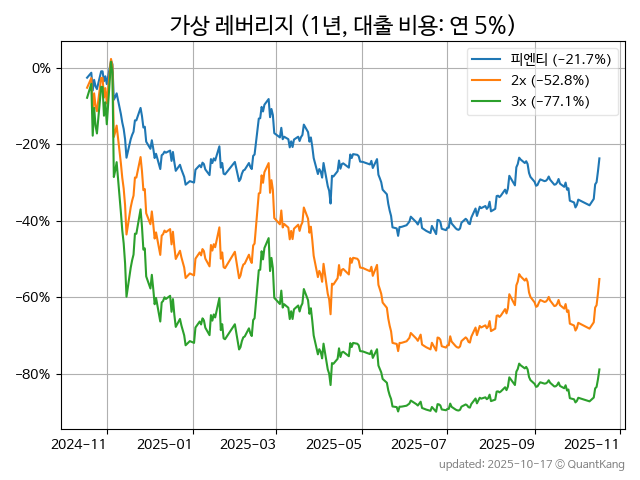 가상 레버리지 (1년, 대출 비용: 연 5%)
피엔티 (−21.7%)
2x (−52.8%)
3x (−77.1%)
0%
−20%
−40%
−60%
−80%
2024-11 2025-01 2025-03 2025-05 2025-07 2025-09 2025-11
updated: 2025-10-17 © QuantKang